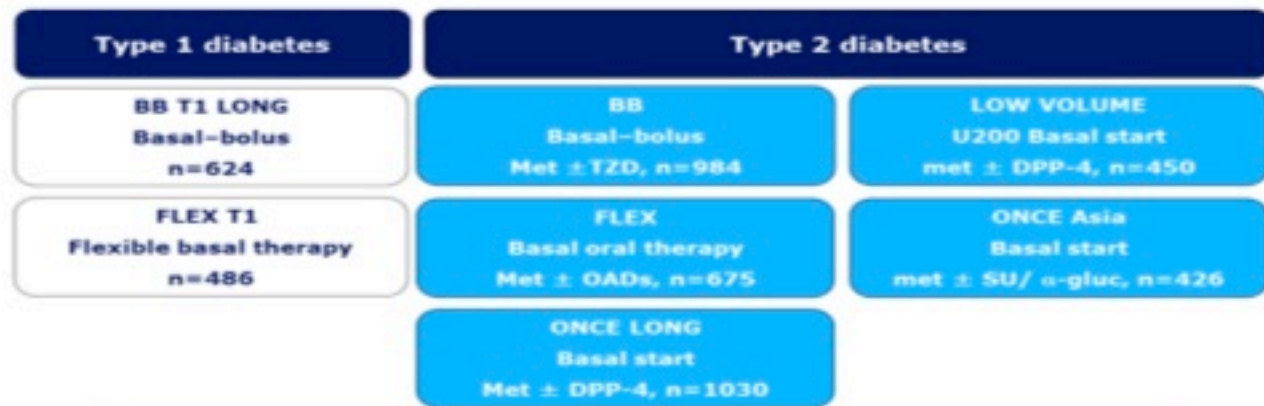 Type 1 diabetes
Type 2 diabetes
BB T1 LONG
Basal–bolus
n=624
BB
Basal–bolus
Met ±TZD, n=984
LOW VOLUME
U200 Basal start
met ± DPP-4, n=450
FLEX T1
Flexible basal therapy
n=486
FLEX
Basal oral therapy
Met ± OADs, n=675
ONCE Asia
Basal start
met ± SU/ α-gluc, n=426
ONCE LONG
Basal start
Met ± DPP-4, n=1030